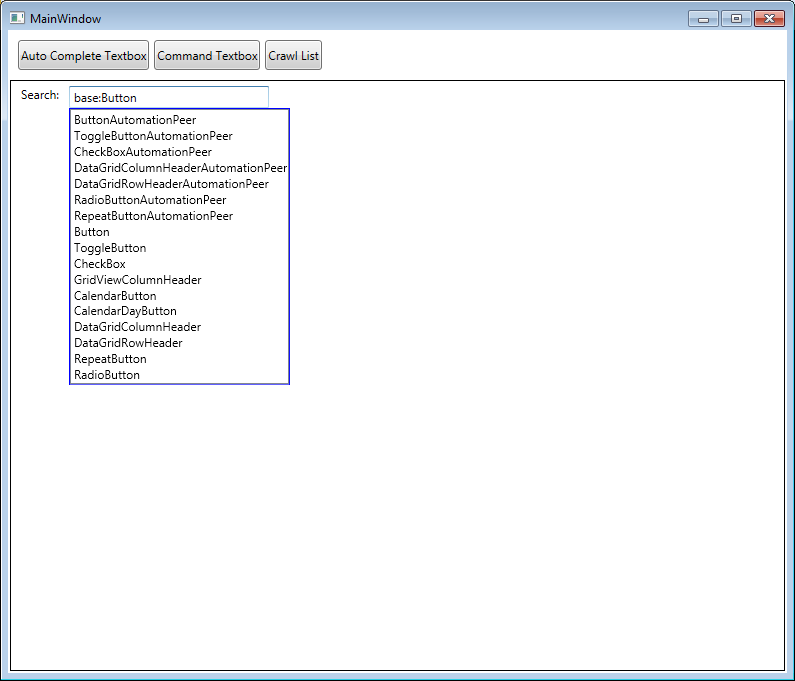 MainWindow
Auto Complete Textbox Command Textbox Crawl List
Search: base:Button
ButtonAutomationPeer
ToggleButtonAutomationPeer
CheckBoxAutomationPeer
DataGridColumnHeaderAutomationPeer
DataGridRowHeaderAutomationPeer
RadioButtonAutomationPeer
RepeatButtonAutomationPeer
Button
ToggleButton
CheckBox
GridViewColumnHeader
CalendarButton
CalendarDayButton
DataGridColumnHeader
DataGridRowHeader
RepeatButton
RadioButton